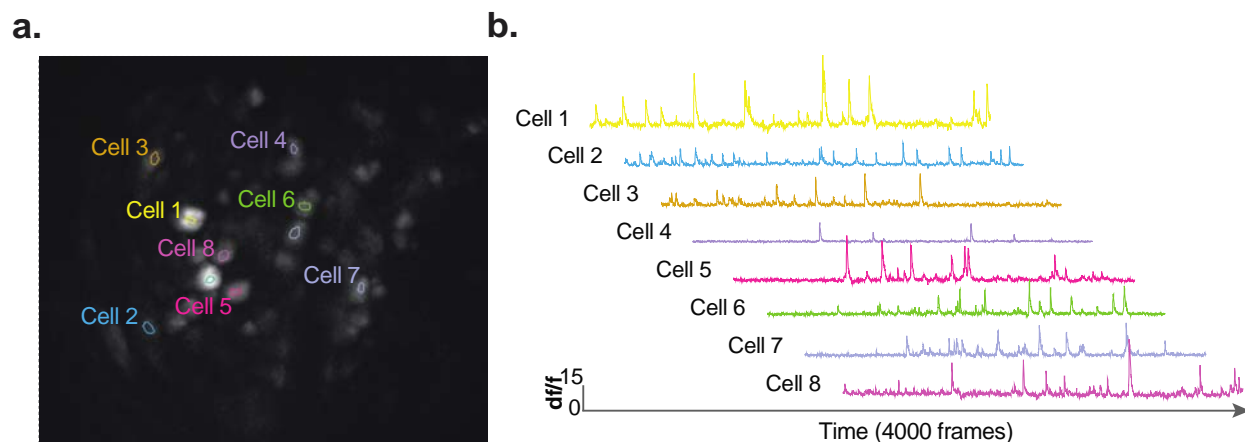 a.
Cell 3
Cell 4
Cell 6
Cell 1
Cell 8
Cell 7
Cell 5
Cell 2
b.
Cell 1
Cell 2
Cell 3
Cell 4
Cell 5
Cell 6
Cell 7
Cell 8
df/f
15
0
Time (4000 frames)